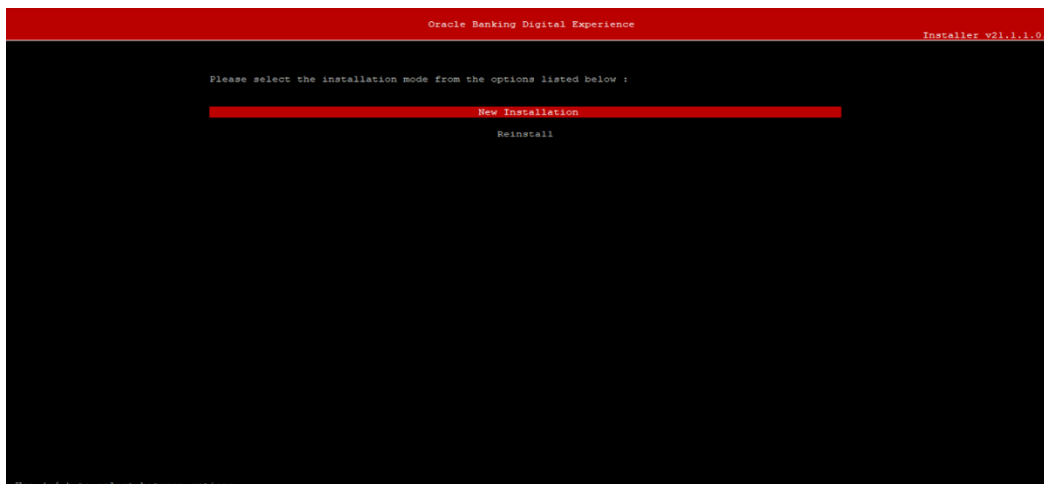 Oracle Banking Digital Experience
Installer v21.1.1.0
Please select the installation mode from the options listed below :
New Installation
Reinstall